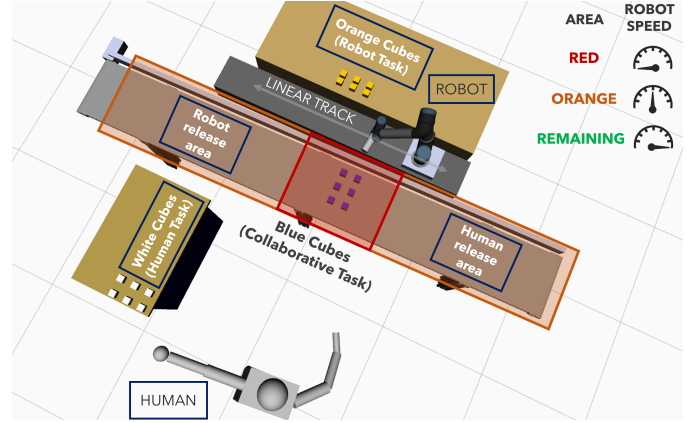 Orange Cubes
(Robot Task)
ROBOT
LINEAR TRACK
Robot
release
area
White Cubes
(Human Task)
Blue Cubes
(Collaborative Task)
Human
release
area
HUMAN
AREA
ROBOT
SPEED
RED
ORANGE
REMAINING